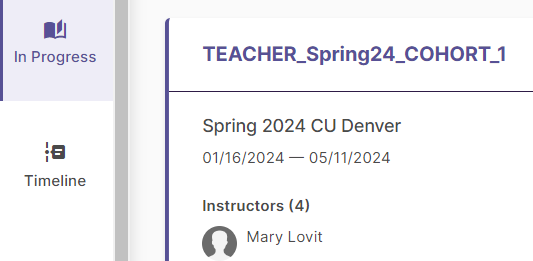 In Progress
Timeline
TEACHER_Spring24_COHORT_1
Spring 2024 CU Denver
01/16/2024 — 05/11/2024
Instructors (4)
Mary Lovit